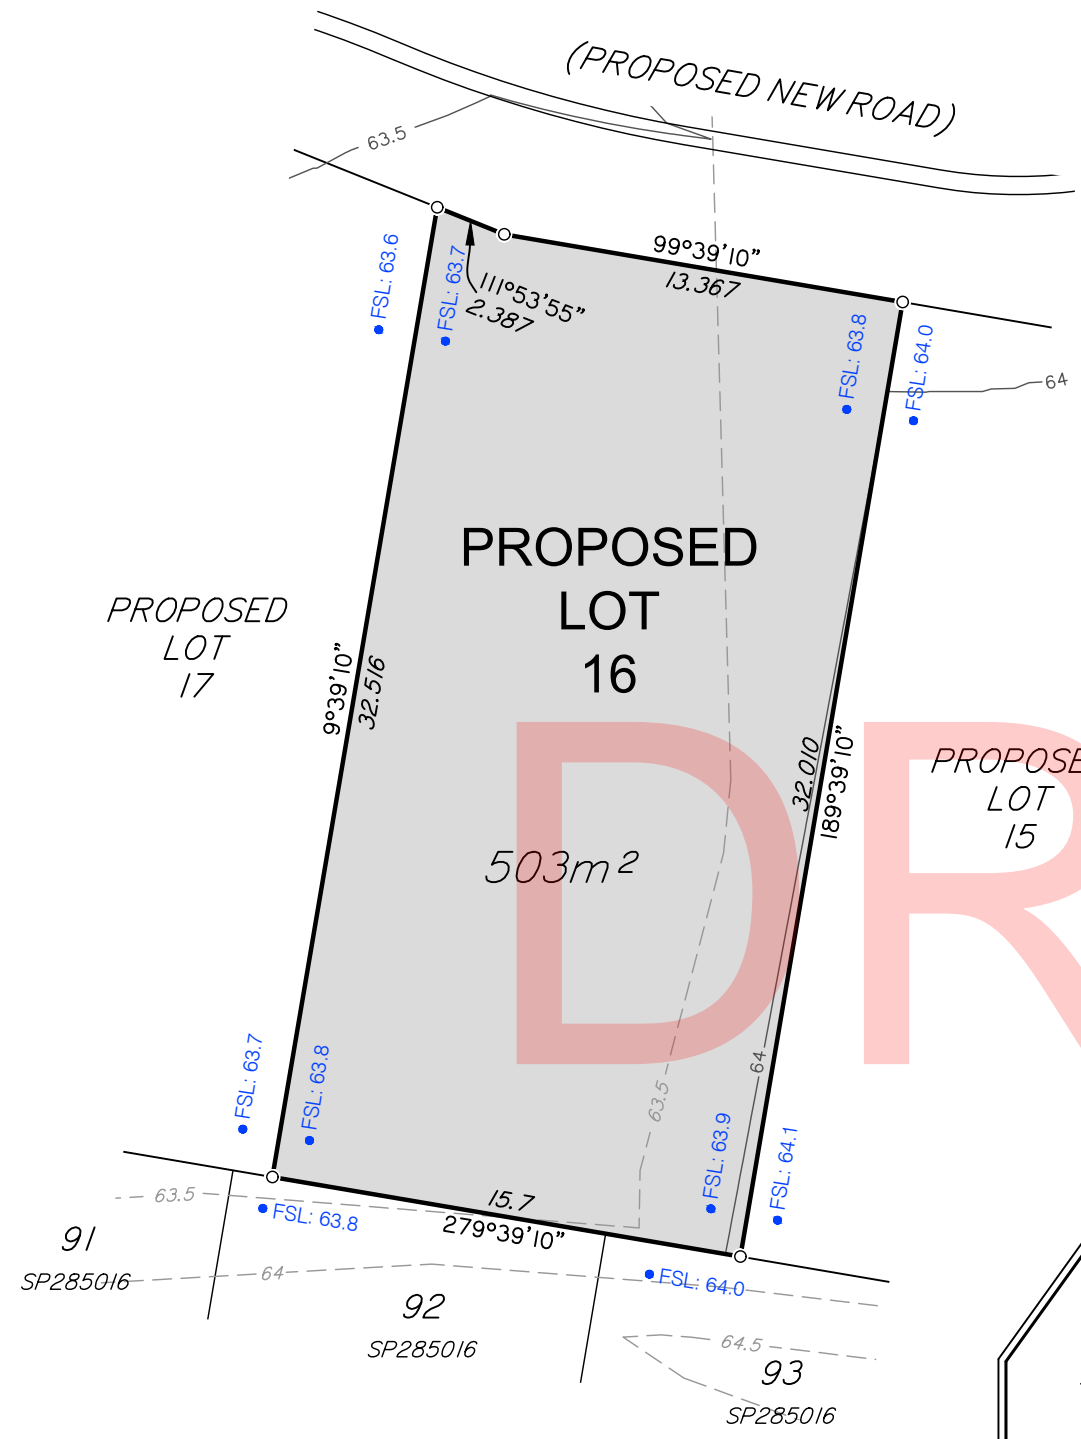 (PROPOSED NEW ROAD)
63.5
99°39'10"
13.367
111°53'55"
2.387
FSL: 63.6
FSL: 63.7
FSL: 63.8
FSL: 64.0
64
PROPOSED
LOT
16
PROPOSED
LOT
17
9°39'10"
32.516
32.010
189°39'10"
PROPOSE
LOT
15
503m²
DR
64
63.5
FSL: 63.7
FSL: 63.8
FSL: 63.9
FSL: 64.1
63.5
15.7
279°39'10"
FSL: 63.8
91
SP285016
64
FSL: 64.0
92
SP285016
64.5
93
SP285016